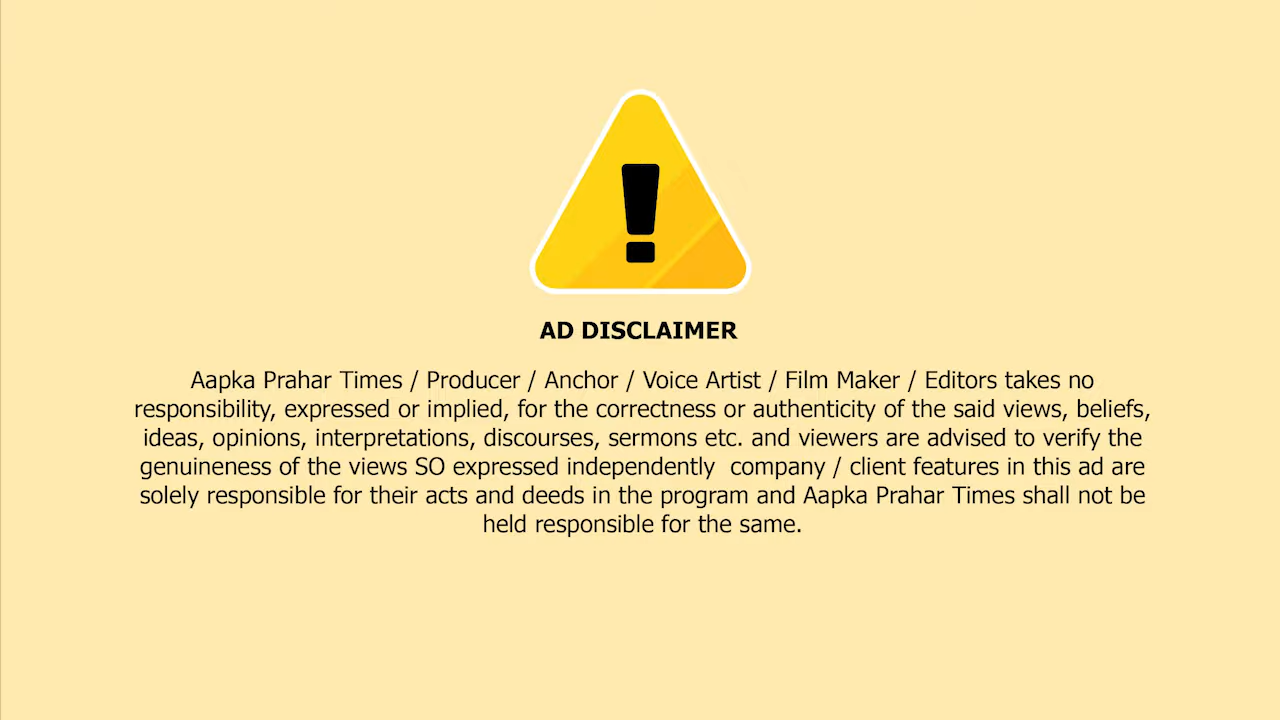 AD DISCLAIMER
Aapka Prahar Times / Producer / Anchor / Voice Artist / Film Maker / Editors takes no
responsibility, expressed or implied, for the correctness or authenticity of the said views, beliefs,
ideas, opinions, interpretations, discourses, sermons etc. and viewers are advised to verify the
genuineness of the views SO expressed independently  company / client features in this ad are
solely responsible for their acts and deeds in the program and Aapka Prahar Times shall not be
held responsible for the same.